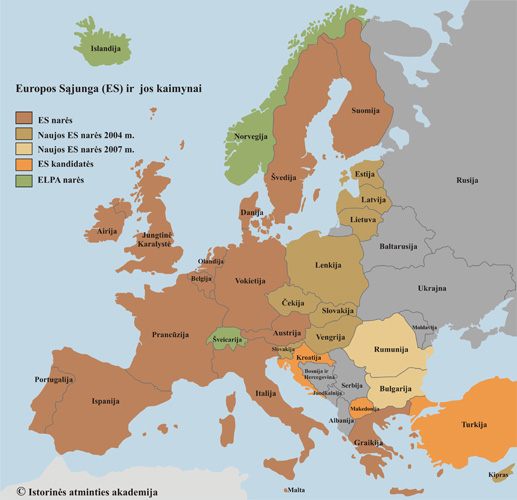 Islandija
Europos Sąjunga (ES) ir jos kaimynai
ES narės
Naujos ES narės 2004 m.
Naujos ES narės 2007 m.
ES kandidatės
ELPA narės
Suomija
Norvegija
Švedija
Estija
Latvija
Lietuva
Rusija
Danija
Airija
Jungtinė
Karalystė
Baltarusija
Olandija
Belgija
Vokietija
Lenkija
Ukrajna
Čekija
Slovakija
Moldavija
Prancūzija
Šveicarija
Austrija
Vengrija
Rumunija
Slovakija
Kroatija
Bosnija ir
Hercegovina
Serbija
Juodkalnija
Bulgarija
Portugalija
Ispanija
Italija
Makedonija
Albanija
Turkija
Graikija
Kipras
Malta
© Istorinės atminties akademija